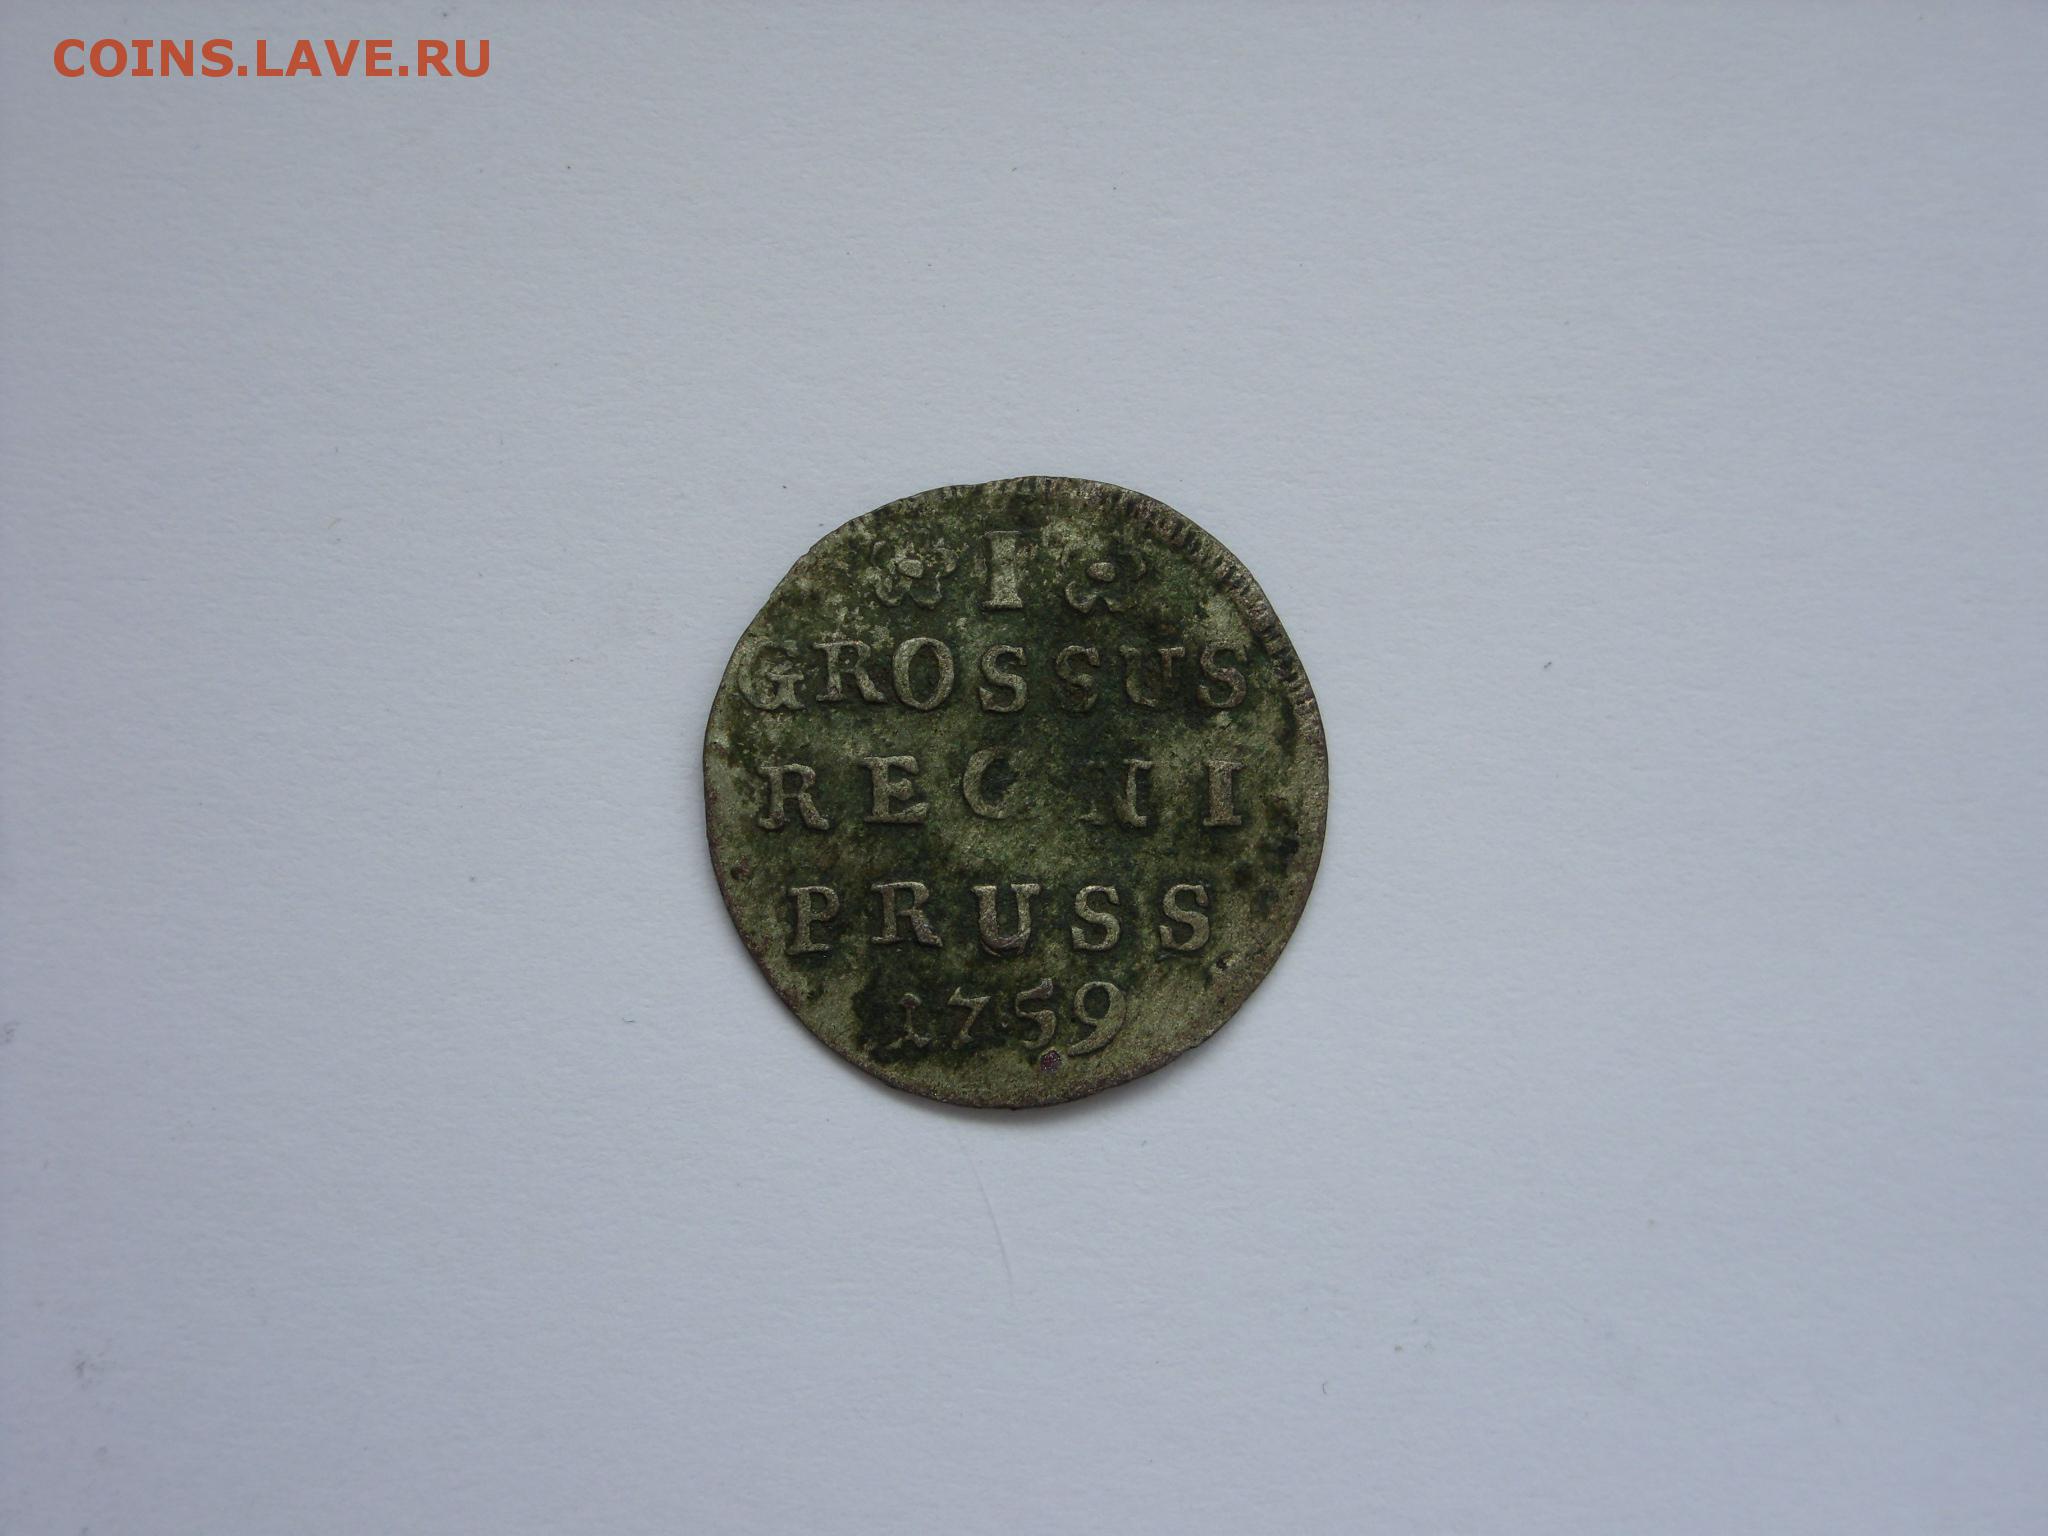 COINS.LAVE.RU
I
GROSSUS
REGNI
PRUSS
1759